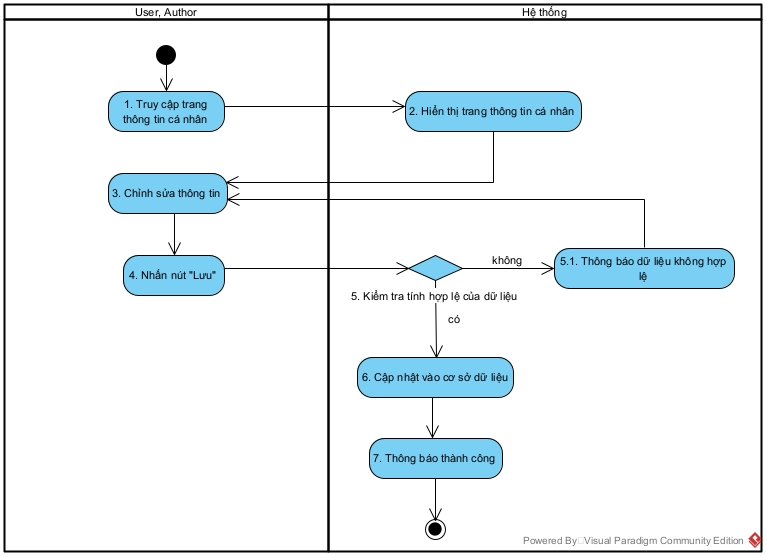 User, Author
Hệ thống
1. Truy cập trang
thông tin cá nhân
2. Hiển thị trang thông tin cá nhân
3. Chỉnh sửa thông tin
4. Nhấn nút "Lưu"
không
5.1. Thông báo dữ liệu không hợp
lệ
5. Kiểm tra tính hợp lệ của dữ liệu
có
6. Cập nhật vào cơ sở dữ liệu
7. Thông báo thành công
Powered By Visual Paradigm Community Edition